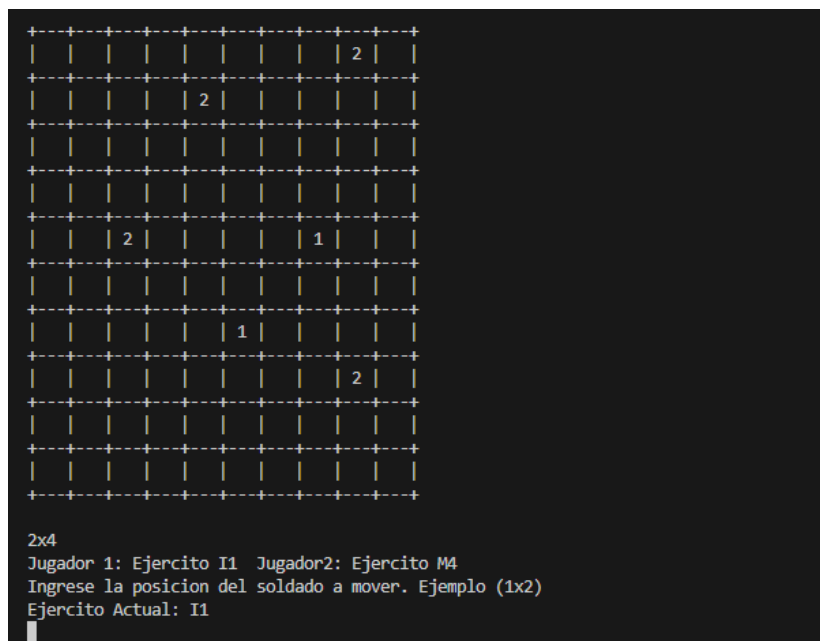 +---+---+---+---+---+---+---+---+---+---+
|   |   |   |   |   |   |   |   | 2 |   |
+---+---+---+---+---+---+---+---+---+---+
|   |   |   |   | 2 |   |   |   |   |   |
+---+---+---+---+---+---+---+---+---+---+
|   |   |   |   |   |   |   |   |   |   |
+---+---+---+---+---+---+---+---+---+---+
|   |   |   |   |   |   |   |   |   |   |
+---+---+---+---+---+---+---+---+---+---+
|   |   | 2 |   |   |   |   | 1 |   |   |
+---+---+---+---+---+---+---+---+---+---+
|   |   |   |   |   |   |   |   |   |   |
+---+---+---+---+---+---+---+---+---+---+
|   |   |   |   |   | 1 |   |   |   |   |
+---+---+---+---+---+---+---+---+---+---+
|   |   |   |   |   |   |   |   | 2 |   |
+---+---+---+---+---+---+---+---+---+---+
|   |   |   |   |   |   |   |   |   |   |
+---+---+---+---+---+---+---+---+---+---+
|   |   |   |   |   |   |   |   |   |   |
+---+---+---+---+---+---+---+---+---+---+
2x4
Jugador 1: Ejercito I1  Jugador2: Ejercito M4
Ingrese la posicion del soldado a mover. Ejemplo (1x2)
Ejercito Actual: I1